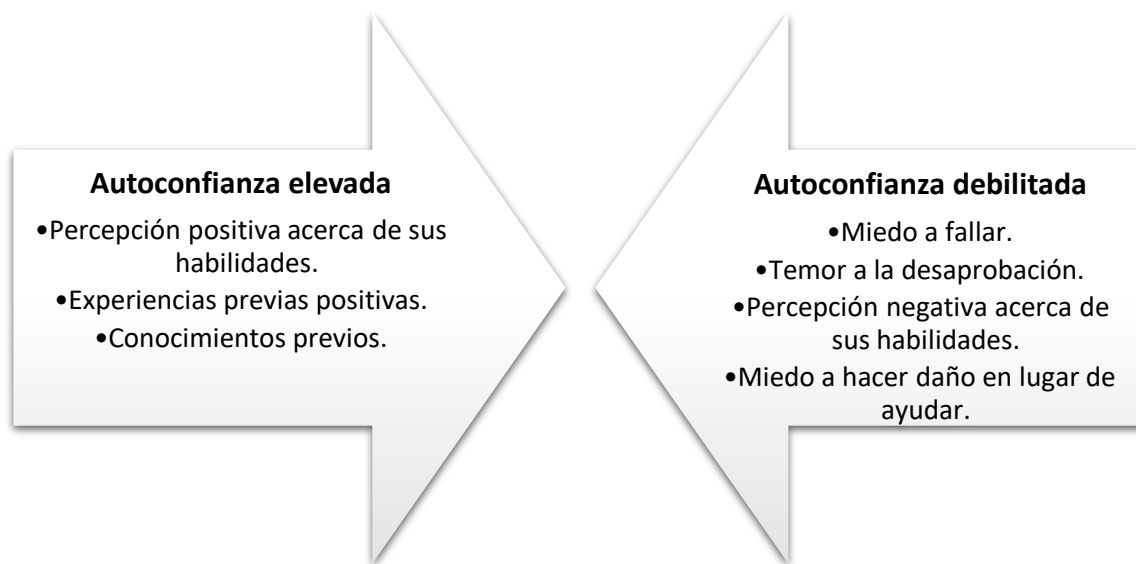 Autoconfianza elevada
•Percepción positiva acerca de sus
habilidades.
•Experiencias previas positivas.
•Conocimientos previos.
Autoconfianza debilitada
•Miedo a fallar.
•Temor a la desaprobación.
•Percepción negativa acerca de
sus habilidades.
•Miedo a hacer daño en lugar de
ayudar.